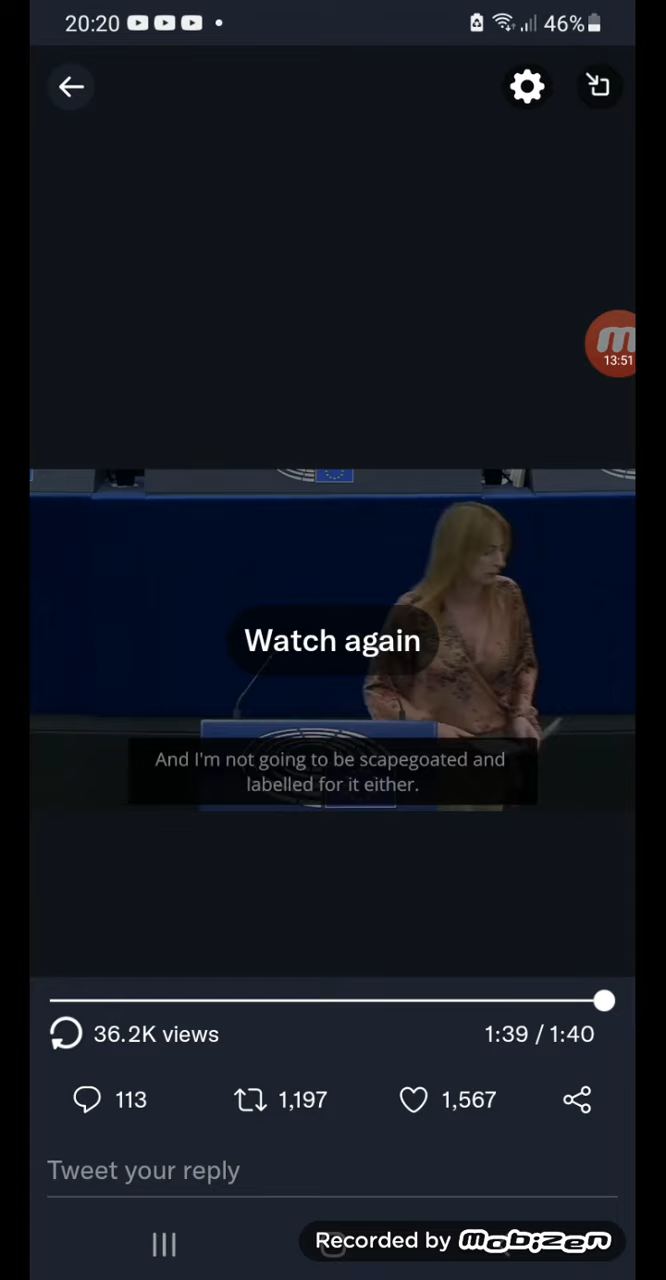 20:20
46%
13:51
Watch again
And I'm not going to be scapegoated and
labelled for it either.
36.2K views
1:39 / 1:40
113
1,197
1,567
Tweet your reply
Recorded by mobizen